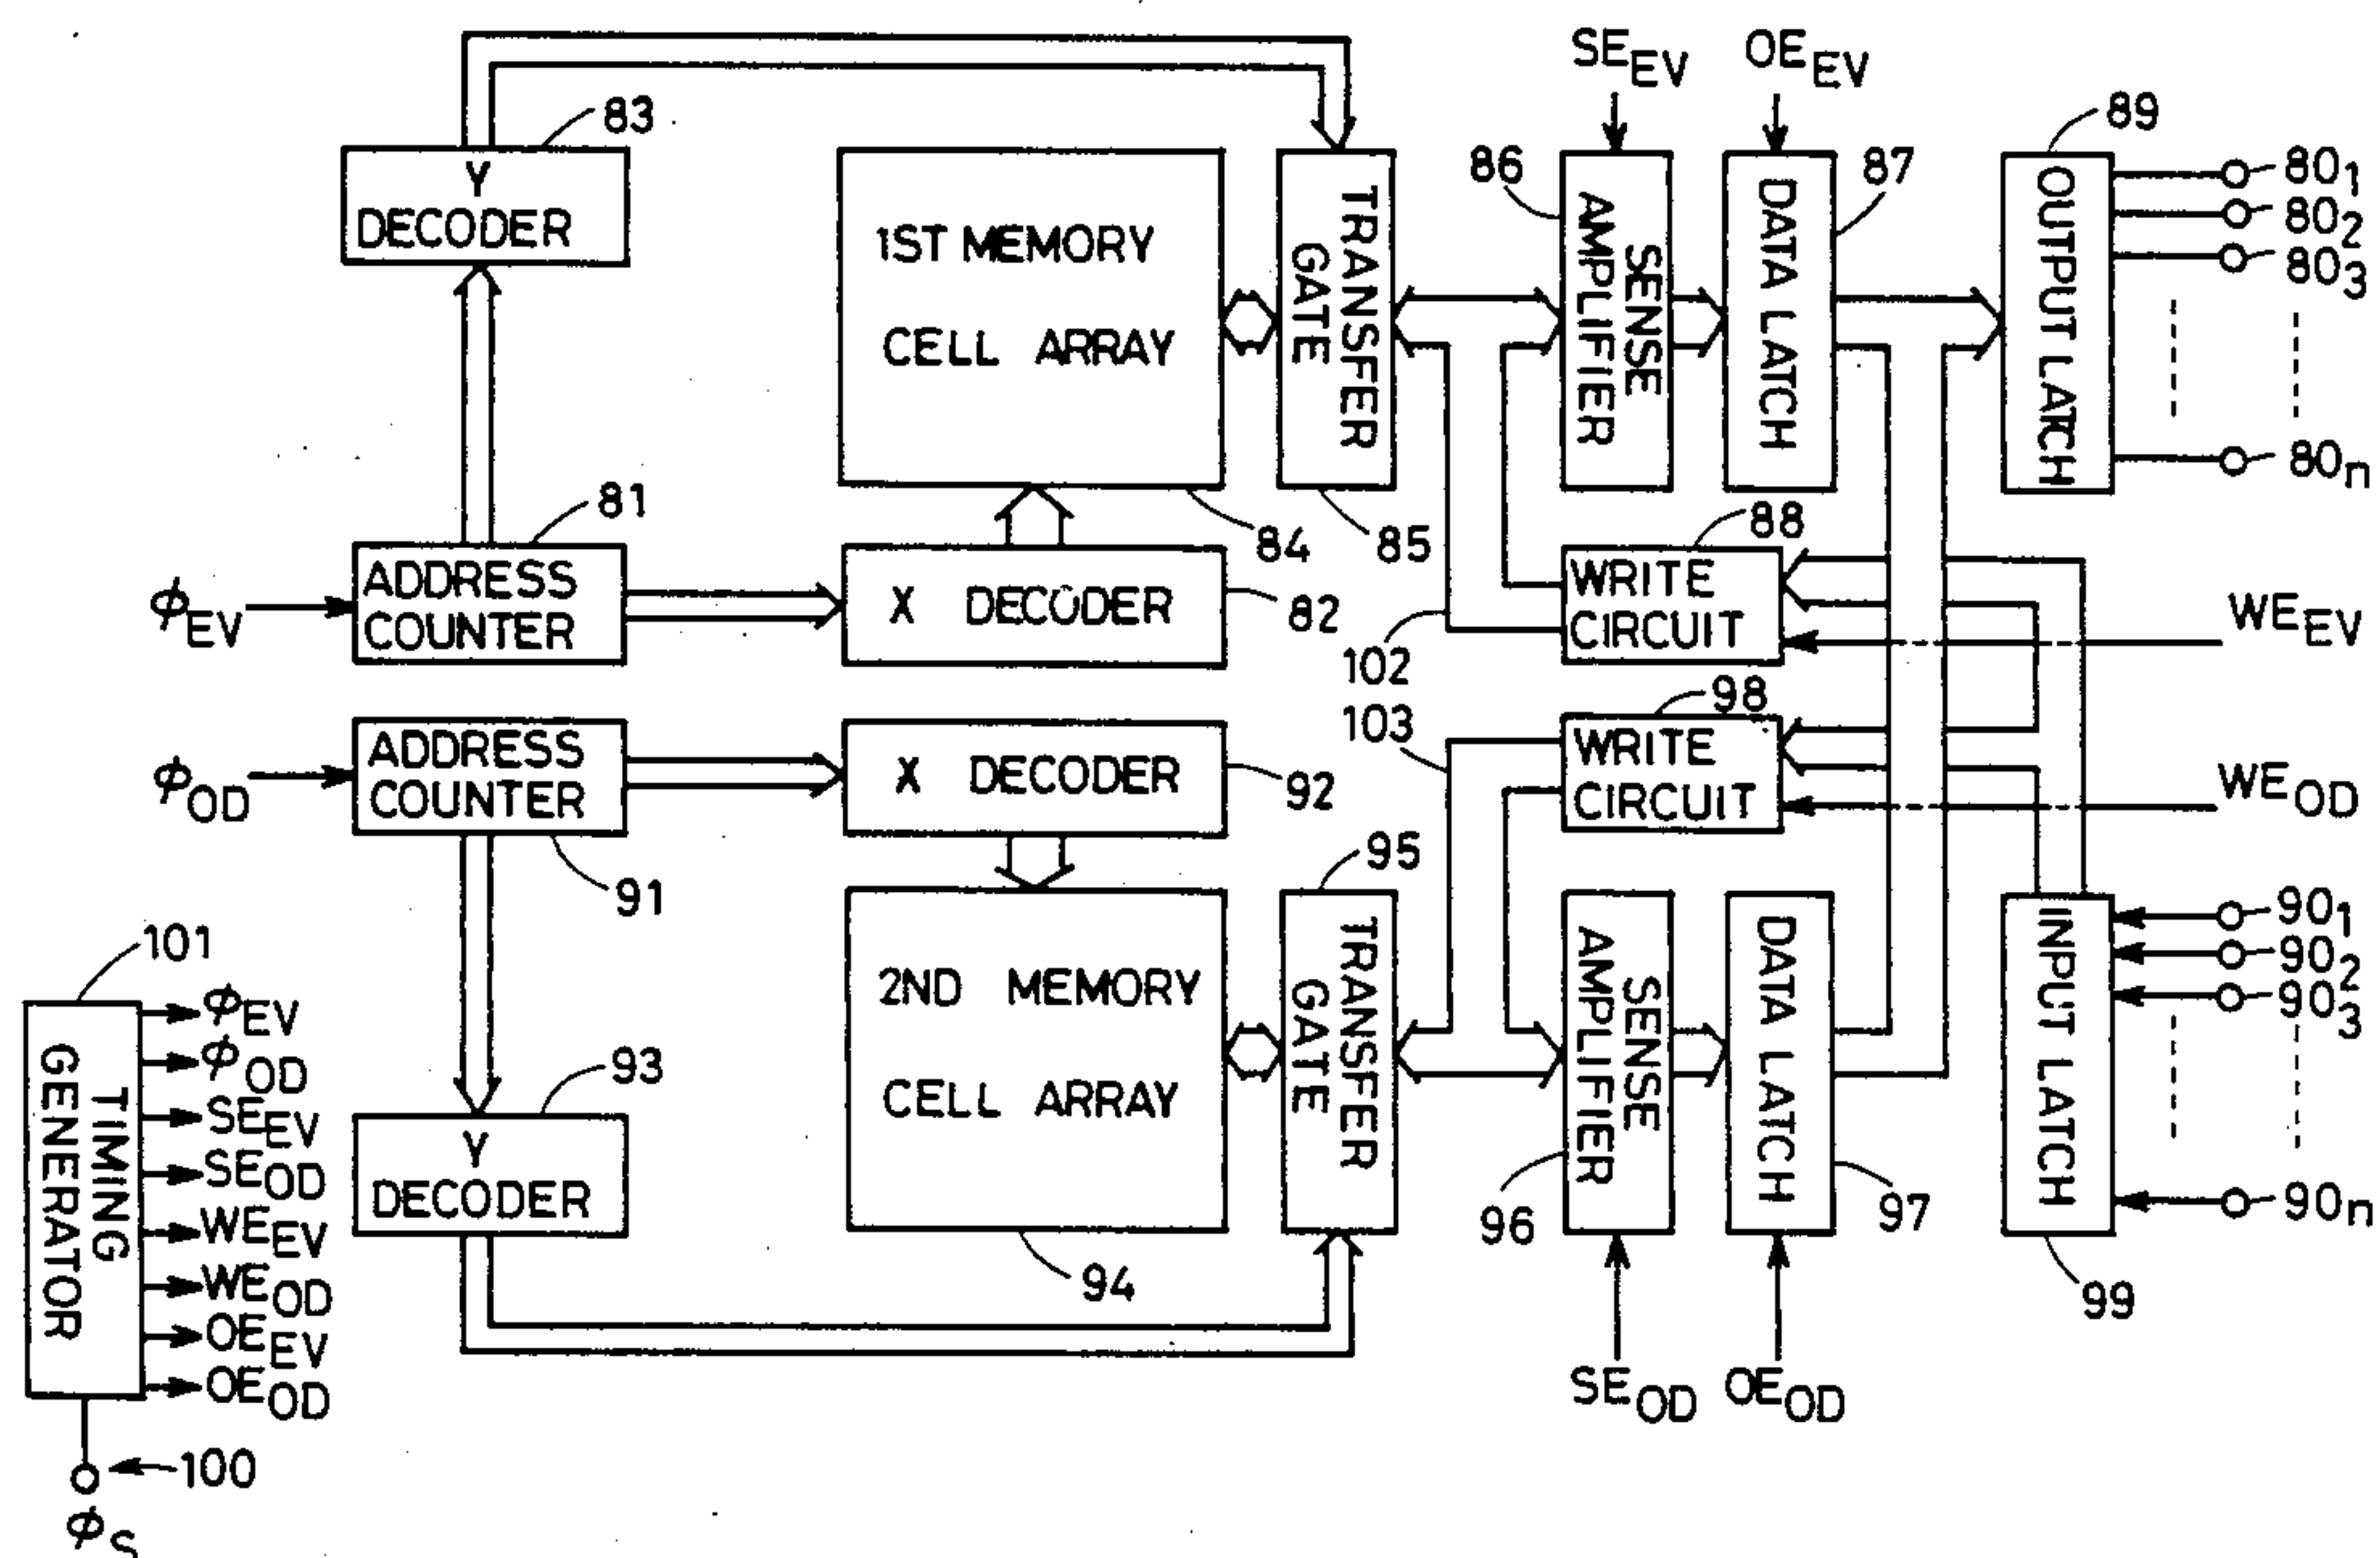 SE_EV
OE_EV
83
Y
DECODER
1ST MEMORY
CELL ARRAY
TRANSFER
GATE
86
SENSE
AMPLIFIER
DATA LATCH
87
89
OUTPUT LATCH
80_1
80_2
80_3
80_n
81
84
85
88
φ_EV
ADDRESS
COUNTER
X DECODER
82
WRITE
CIRCUIT
102
WE_EV
103
98
φ_OD
ADDRESS
COUNTER
X DECODER
92
WRITE
CIRCUIT
WE_OD
91
95
101
TIMING
GENERATOR
φ_EV
φ_OD
SE_EV
SE_OD
WE_EV
WE_OD
OE_EV
OE_OD
93
Y
DECODER
2ND MEMORY
CELL ARRAY
94
TRANSFER
GATE
SENSE
AMPLIFIER
96
DATA LATCH
97
INPUT LATCH
90_1
90_2
90_3
90_n
99
SE_OD
OE_OD
100
φ_S